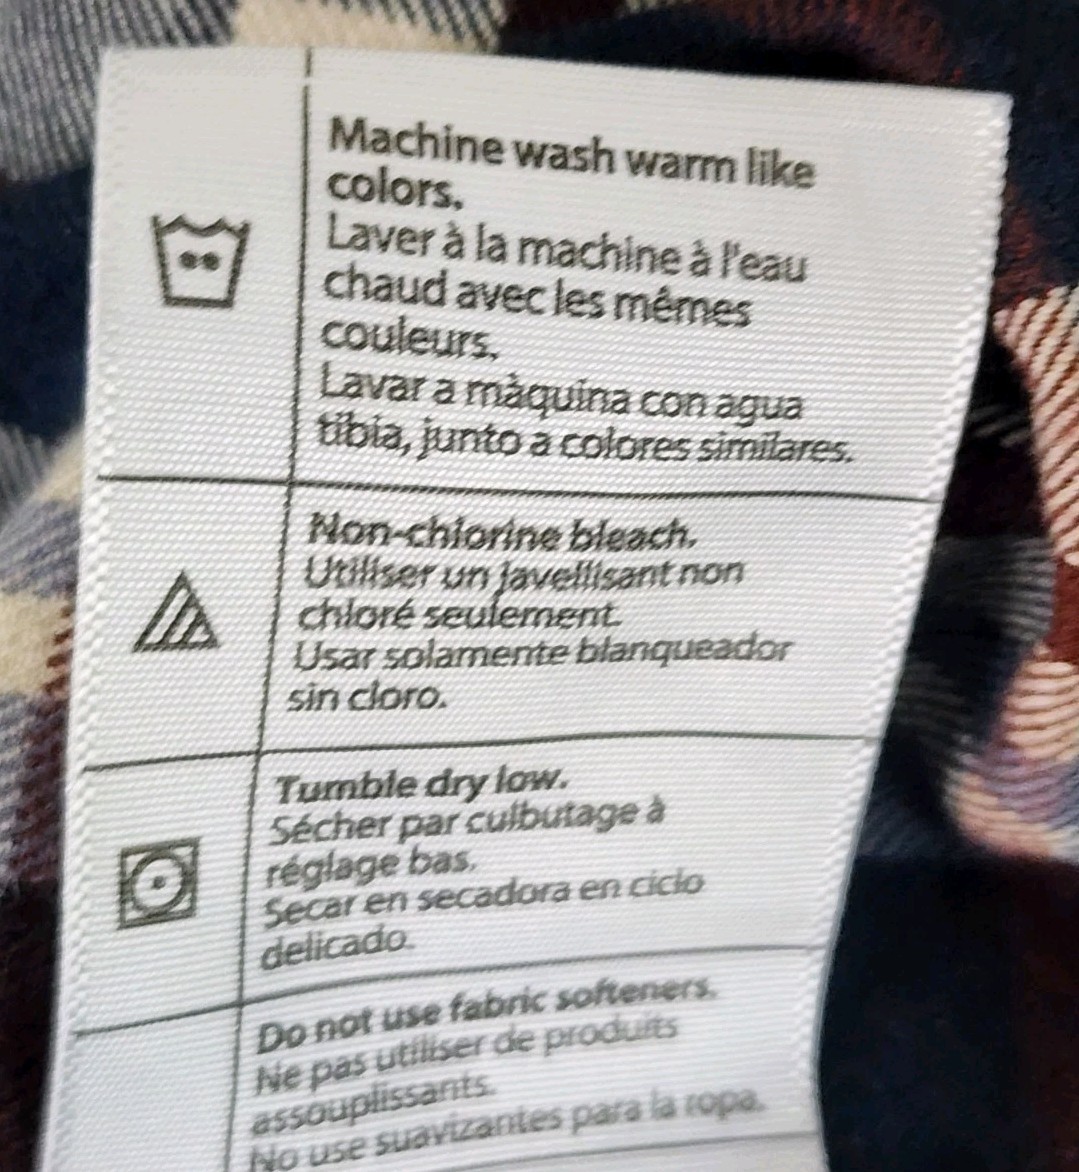 Machine wash warm like
colors.
Laver à la machine à l'eau
chaud avec les mêmes
couleurs.
Lavar a màquina con agua
tibia, junto a colores similares.
Non-chlorine bleach.
Utiliser un javellisant non
chloré seulement.
Usar solamente blanqueador
sin cloro.
Tumble dry low.
Sécher par culbutage à
réglage bas.
Secar en secadora en ciclo
delicado.
Do not use fabric softeners.
Ne pas utiliser de produits
assouplissants.
No use suavizantes para la ropa.